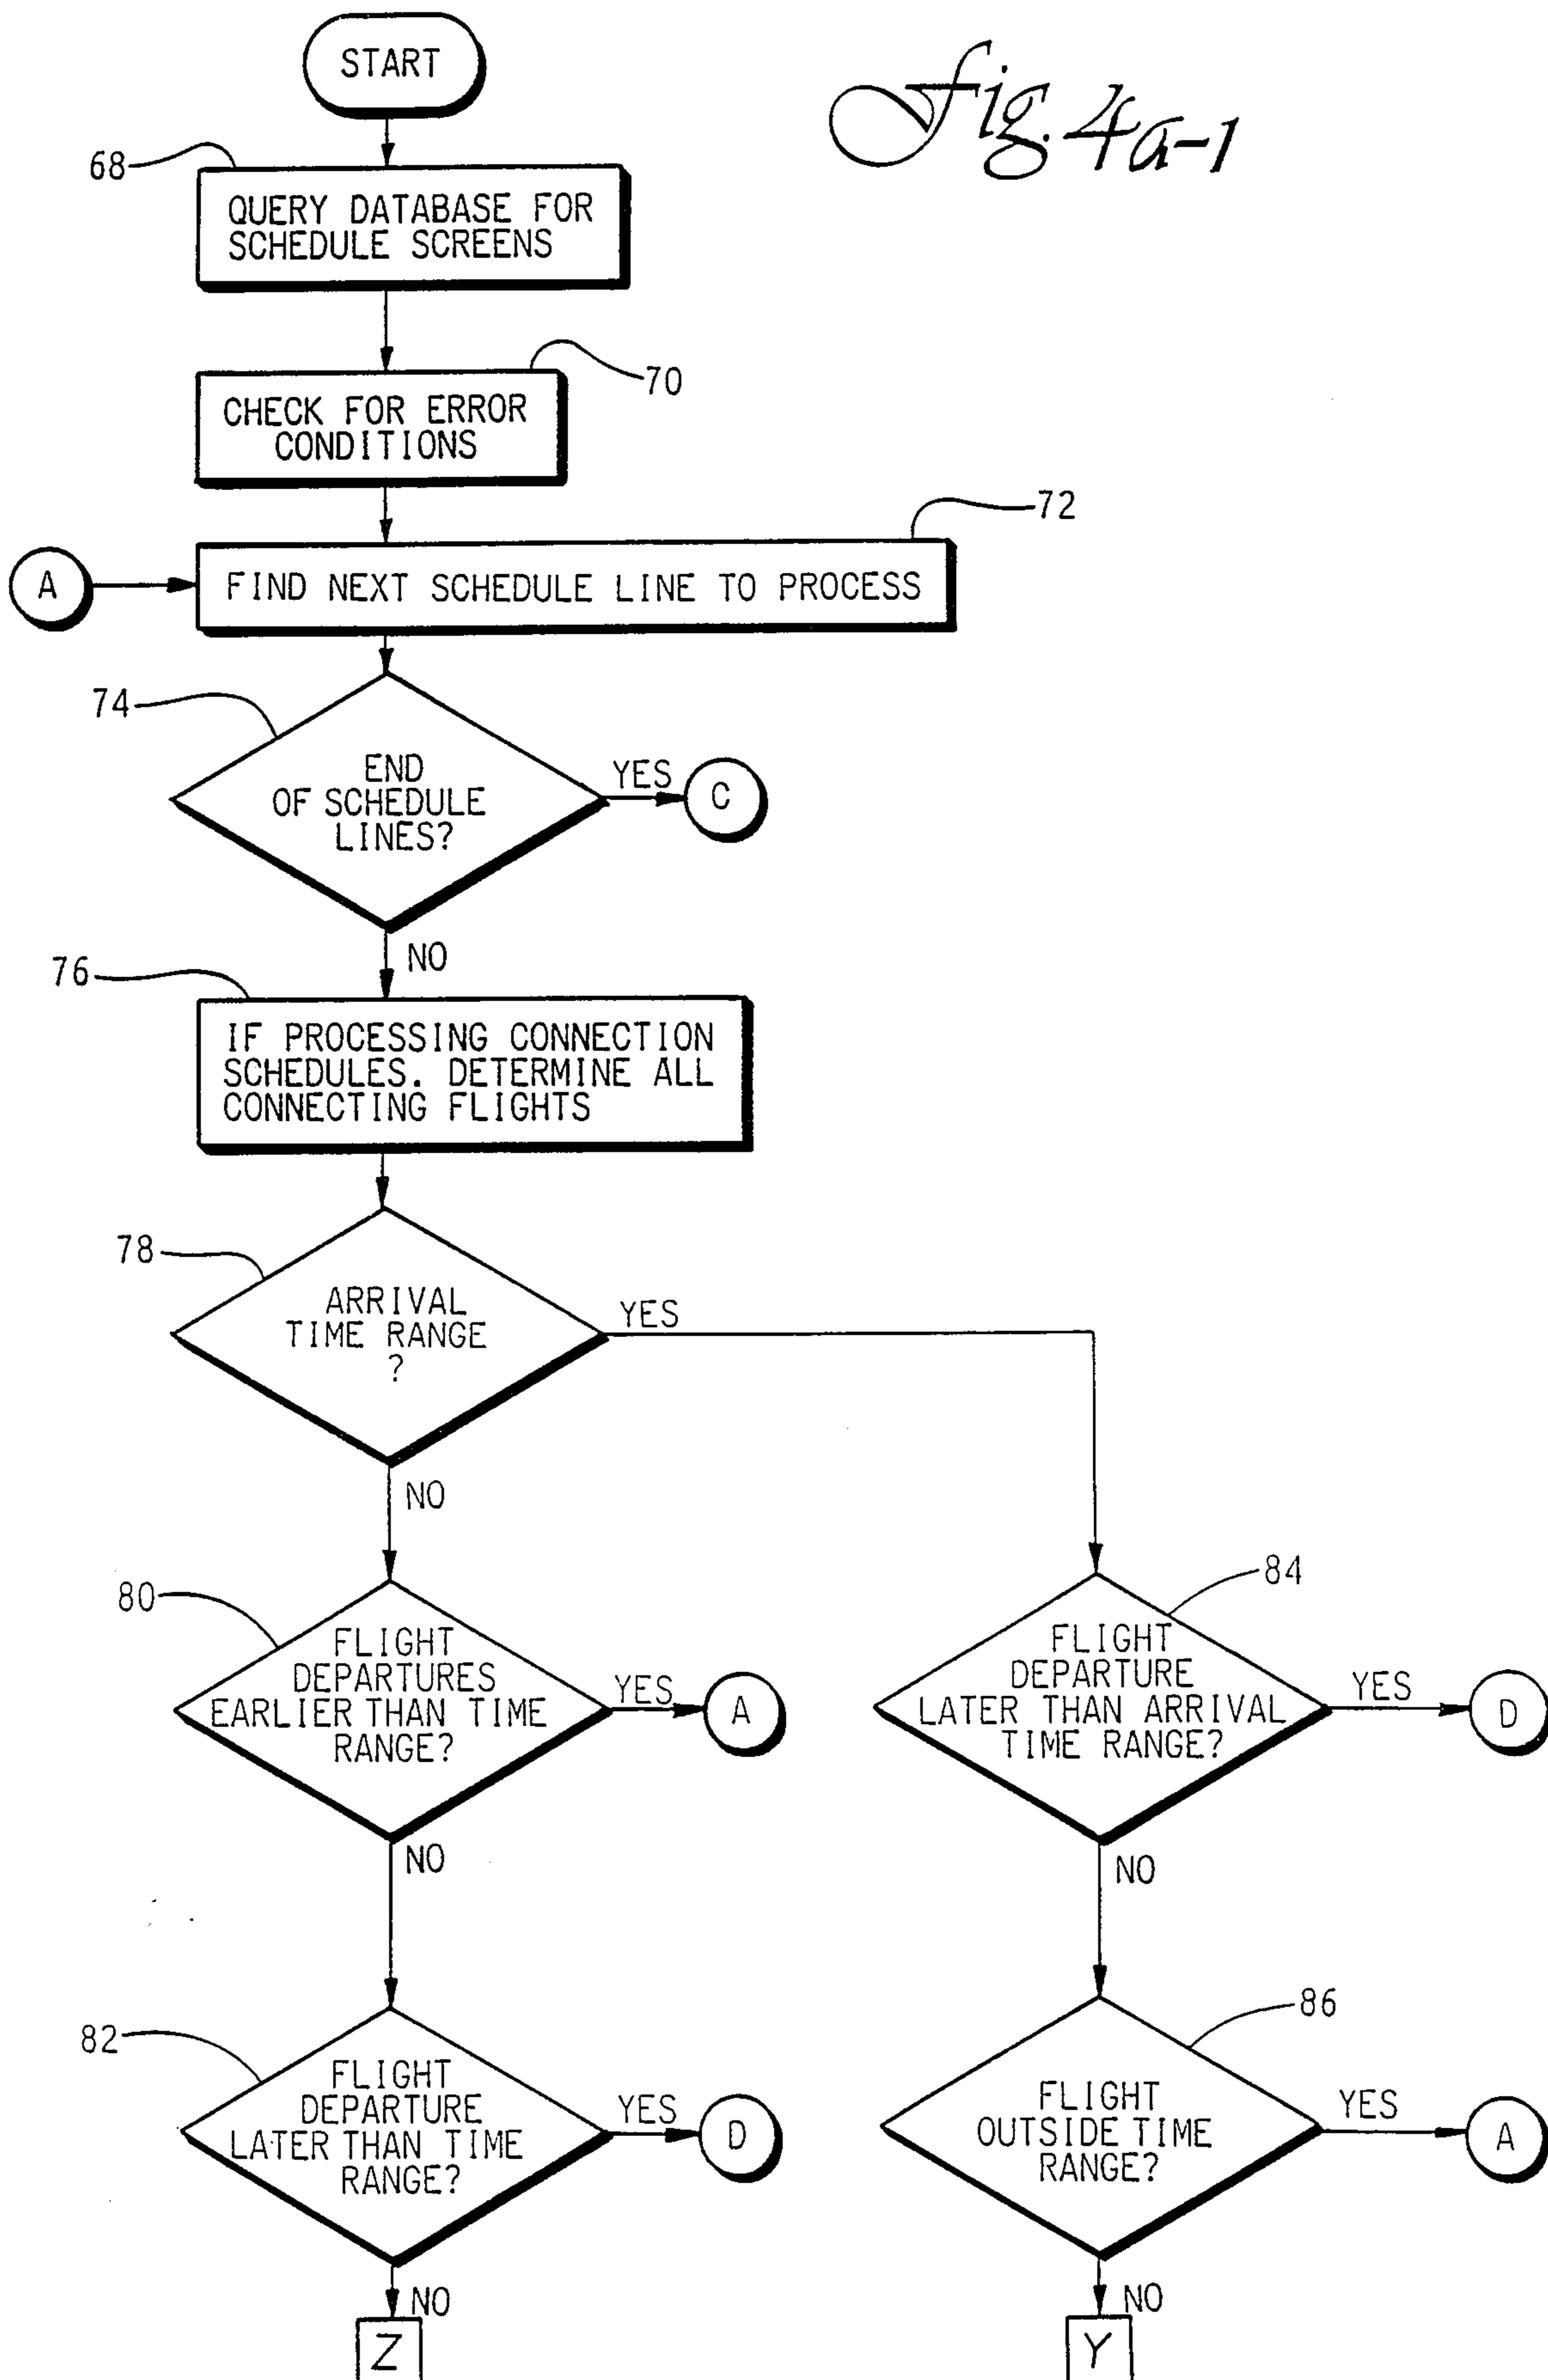 START
Fig. 4a-1
68
QUERY DATABASE FOR
SCHEDULE SCREENS
70
CHECK FOR ERROR
CONDITIONS
72
A
FIND NEXT SCHEDULE LINE TO PROCESS
74
END
OF SCHEDULE
LINES?
YES
C
NO
76
IF PROCESSING CONNECTION
SCHEDULES. DETERMINE ALL
CONNECTING FLIGHTS
78
ARRIVAL
TIME RANGE
?
YES
NO
80
FLIGHT
DEPARTURES
EARLIER THAN TIME
RANGE?
YES
A
NO
84
FLIGHT
DEPARTURE
LATER THAN ARRIVAL
TIME RANGE?
YES
D
NO
82
FLIGHT
DEPARTURE
LATER THAN TIME
RANGE?
YES
D
NO
Z
86
FLIGHT
OUTSIDE TIME
RANGE?
YES
A
NO
Y